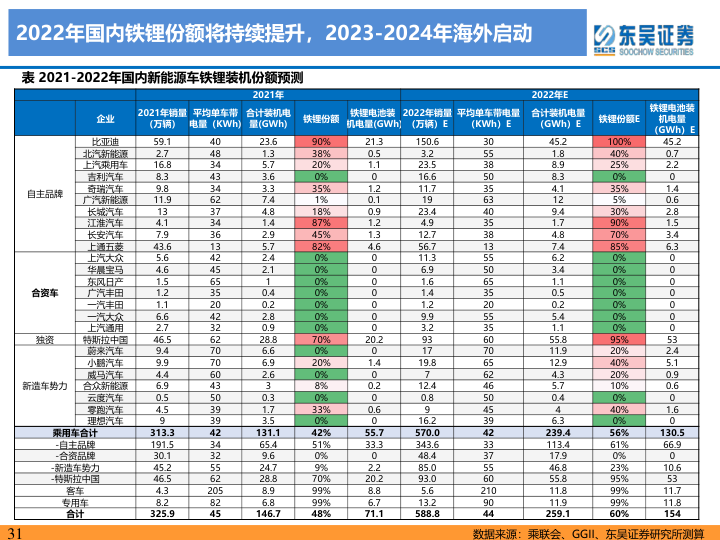 2022年国内铁锂份额将持续提升，2023-2024年海外启动
东吴证券
SCS SOOCHOW SECURITIES
表 2021-2022年国内新能源车铁锂装机份额预测
2021年 2022年E
企业 2021年销量（万辆） 平均单车带电量（KWh） 合计装机电量(GWh) 铁锂份额 铁锂电池装机电量(GWh) 2022年销量（万辆）E 平均单车带电量（KWh）E 合计装机电量（GWh）E 铁锂份额E 铁锂电池装机电量（GWh）E
自主品牌
比亚迪 59.1 40 23.6 90% 21.3 150.6 30 45.2 100% 45.2
北汽新能源 2.7 48 1.3 38% 0.5 3.2 55 1.8 40% 0.7
上汽乘用车 16.8 34 5.7 20% 1.1 23.5 38 8.9 25% 2.2
吉利汽车 8.3 43 3.6 0% 0 16.6 50 8.3 0% 0
奇瑞汽车 9.8 34 3.3 35% 1.2 11.7 35 4.1 35% 1.4
广汽新能源 11.9 62 7.4 1% 0.1 19 63 12 5% 0.6
长城汽车 13 37 4.8 18% 0.9 23.4 40 9.4 30% 2.8
江淮汽车 4.1 34 1.4 87% 1.2 4.9 35 1.7 90% 1.5
长安汽车 7.9 36 2.9 45% 1.3 12.7 38 4.8 70% 3.4
上通五菱 43.6 13 5.7 82% 4.6 56.7 13 7.4 85% 6.3
合资车
上汽大众 5.6 42 2.4 0% 0 11.3 55 6.2 0% 0
华晨宝马 4.6 45 2.1 0% 0 6.9 50 3.4 0% 0
东风日产 1.5 65 1 0% 0 1.6 65 1.1 0% 0
广汽丰田 1.2 35 0.4 0% 0 1.4 35 0.5 0% 0
一汽丰田 1.1 20 0.2 0% 0 1.2 20 0.2 0% 0
一汽大众 6.6 42 2.8 0% 0 9.9 55 5.4 0% 0
上汽通用 2.7 32 0.9 0% 0 3.2 35 1.1 0% 0
独资 特斯拉中国 46.5 62 28.8 70% 20.2 93 60 55.8 95% 53
新造车势力
蔚来汽车 9.4 70 6.6 0% 0 17 70 11.9 20% 2.4
小鹏汽车 9.9 70 6.9 20% 1.4 19.8 65 12.9 40% 5.1
威马汽车 4.4 60 2.6 0% 0 7 62 4.3 20% 0.9
合众新能源 6.9 43 3 8% 0.2 12.4 46 5.7 10% 0.6
云度汽车 0.5 50 0.3 0% 0 0.8 50 0.4 0% 0
零跑汽车 4.5 39 1.7 33% 0.6 9 45 4 40% 1.6
理想汽车 9 39 3.5 0% 0 16.2 39 6.3 0% 0
乘用车合计 313.3 42 131.1 42% 55.7 570.0 42 239.4 56% 130.5
-自主品牌 191.5 34 65.4 51% 33.3 343.6 33 113.4 61% 66.9
-合资品牌 30.1 32 9.6 0% 0 48.4 37 17.9 0% 0
-新造车势力 45.2 55 24.7 9% 2.2 85.0 55 46.8 23% 10.6
-特斯拉中国 46.5 62 28.8 70% 20.2 93.0 60 55.8 95% 53
客车 4.3 205 8.9 99% 8.8 5.6 210 11.8 99% 11.7
专用车 8.2 82 6.8 99% 6.7 13.2 90 11.9 99% 11.8
合计 325.9 45 146.7 48% 71.1 588.8 44 259.1 60% 154
31 数据来源：乘联会、GGII、东吴证券研究所测算